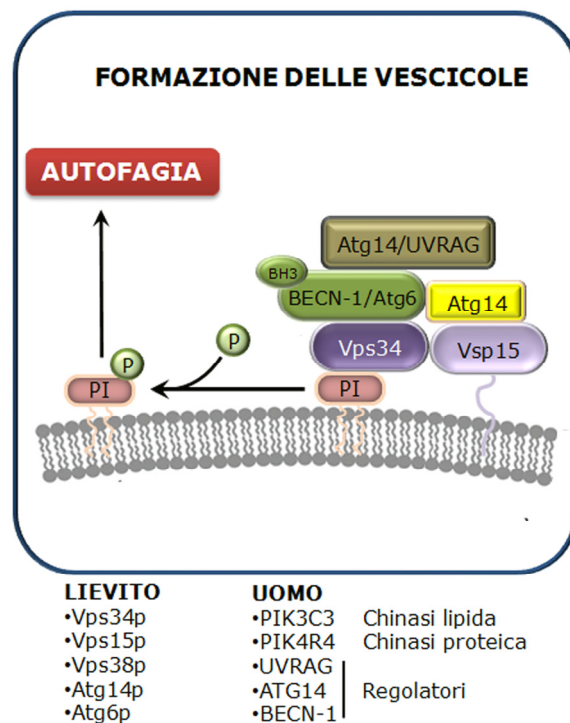 FORMAZIONE DELLE VESCICOLE
AUTOFAGIA
Atg14/UVRAG
BH3
BECN-1/Atg6
Atg14
P
P
Vps34
Vsp15
PI
PI
LIEVITO
•Vps34p
•Vps15p
•Vps38p
•Atg14p
•Atg6p
UOMO
•PIK3C3 Chinasi lipida
•PIK4R4 Chinasi proteica
•UVRAG
•ATG14 Regolatori
•BECN-1